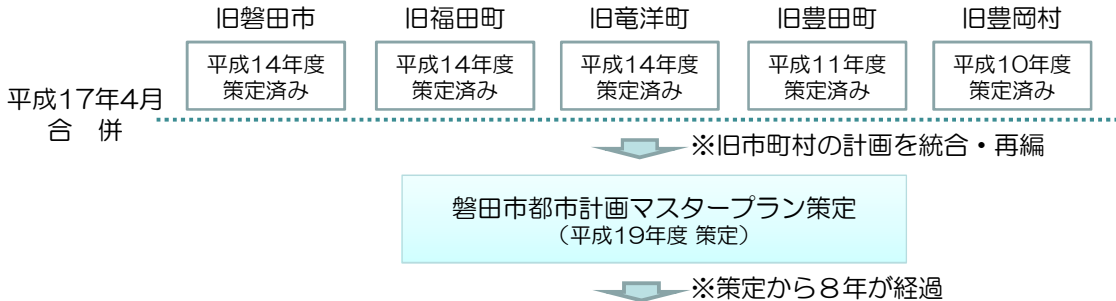 旧磐田市 旧福田町 旧竜洋町 旧豊田町 旧豊岡村
平成14年度 平成14年度 平成14年度 平成11年度 平成10年度
策定済み 策定済み 策定済み 策定済み 策定済み
平成17年4月
合 併
※旧市町村の計画を統合・再編
磐田市都市計画マスタープラン策定
（平成19年度 策定）
※策定から８年が経過